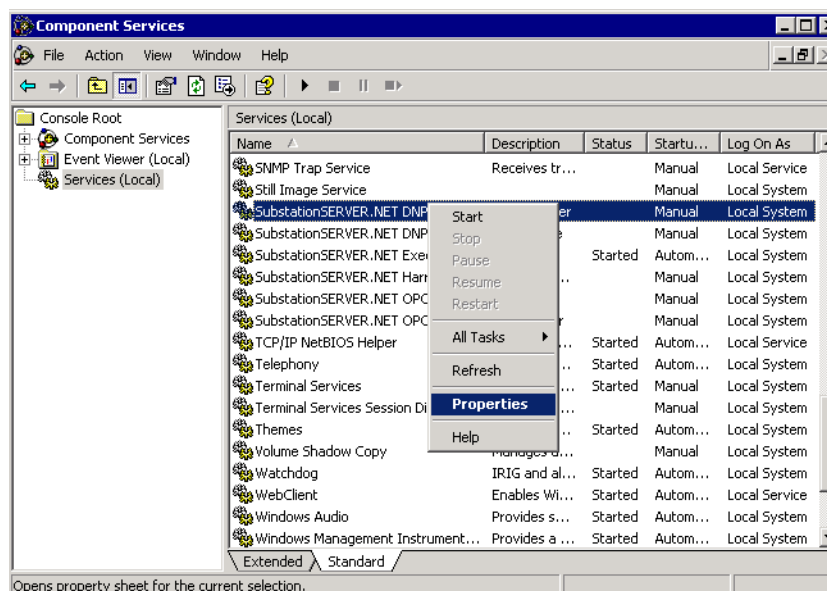 Component Services
File Action View Window Help
Console Root
Component Services
Event Viewer (Local)
Services (Local)
Services (Local)
Name Description Status Startu... Log On As
SNMP Trap Service Receives tr... Manual Local Service
Still Image Service Manual Local System
SubstationSERVER.NET DNP er Manual Local System
SubstationSERVER.NET DNP Manual Local System
SubstationSERVER.NET Exe Started Autom... Local System
SubstationSERVER.NET Harr Manual Local System
SubstationSERVER.NET OPC Manual Local System
SubstationSERVER.NET OPC Manual Local System
TCP/IP NetBIOS Helper Started Autom... Local Service
Telephony Started Autom... Local System
Terminal Services Started Manual Local System
Terminal Services Session Di Manual Local System
Themes Started Autom... Local System
Volume Shadow Copy Manages a... Manual Local System
Watchdog IRIG and al... Started Autom... Local System
WebClient Enables Wi... Started Autom... Local Service
Windows Audio Provides s... Started Autom... Local System
Windows Management Instrument... Provides a ... Started Autom... Local System
Start
Stop
Pause
Resume
Restart
All Tasks
Refresh
Properties
Help
Extended Standard
Opens property sheet for the current selection.